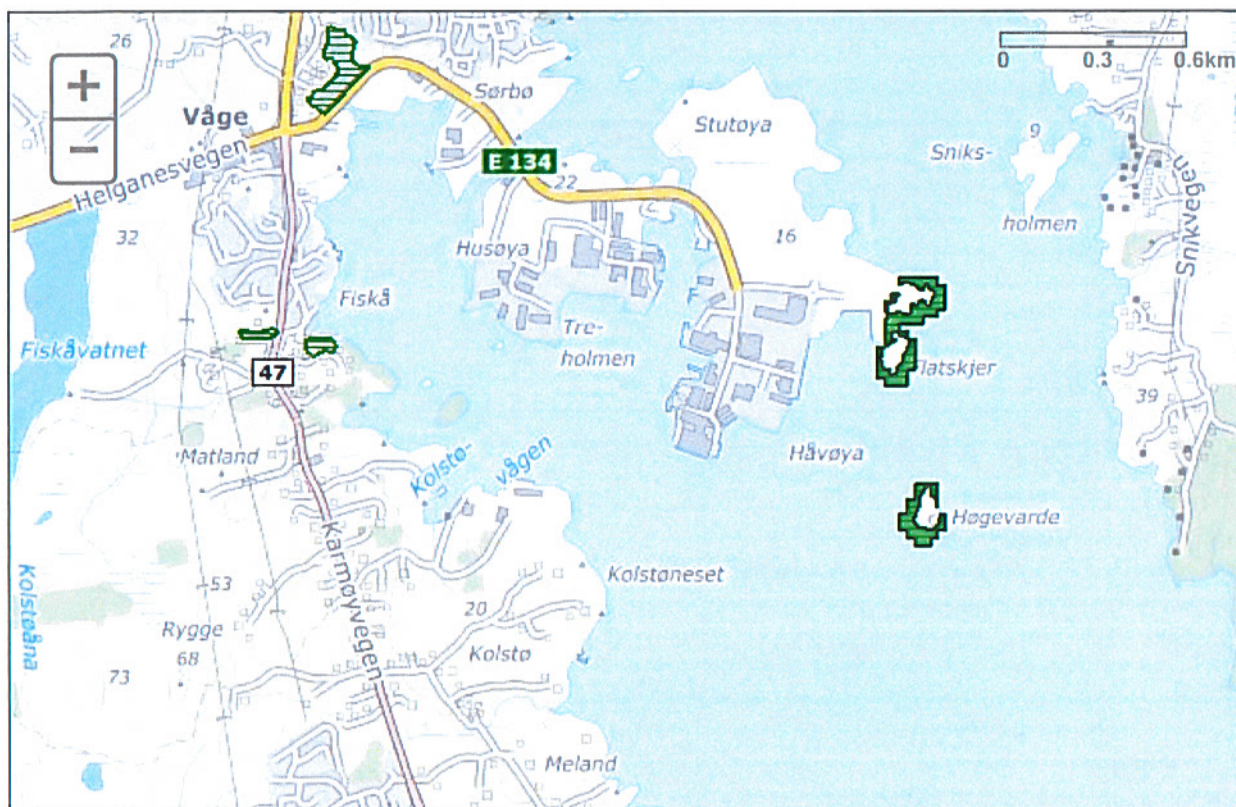 26
0 0.3 0.6km
+
Sørbø
Våge
Stutøya
9
Sniks-
holmen
−
E 134
Helganesvegen
22
Snikvegen
32
16
Husøya
Fiskå
Tre-
holmen
Fiskåvatnet
47
latskjer
39
Matland
Kolstø-
vågen
Håvøya
Høgevarde
Karmøyvegen
Kolstøåna
53
Kolstøneset
20
Rygge
68
Kolstø
73
Meland